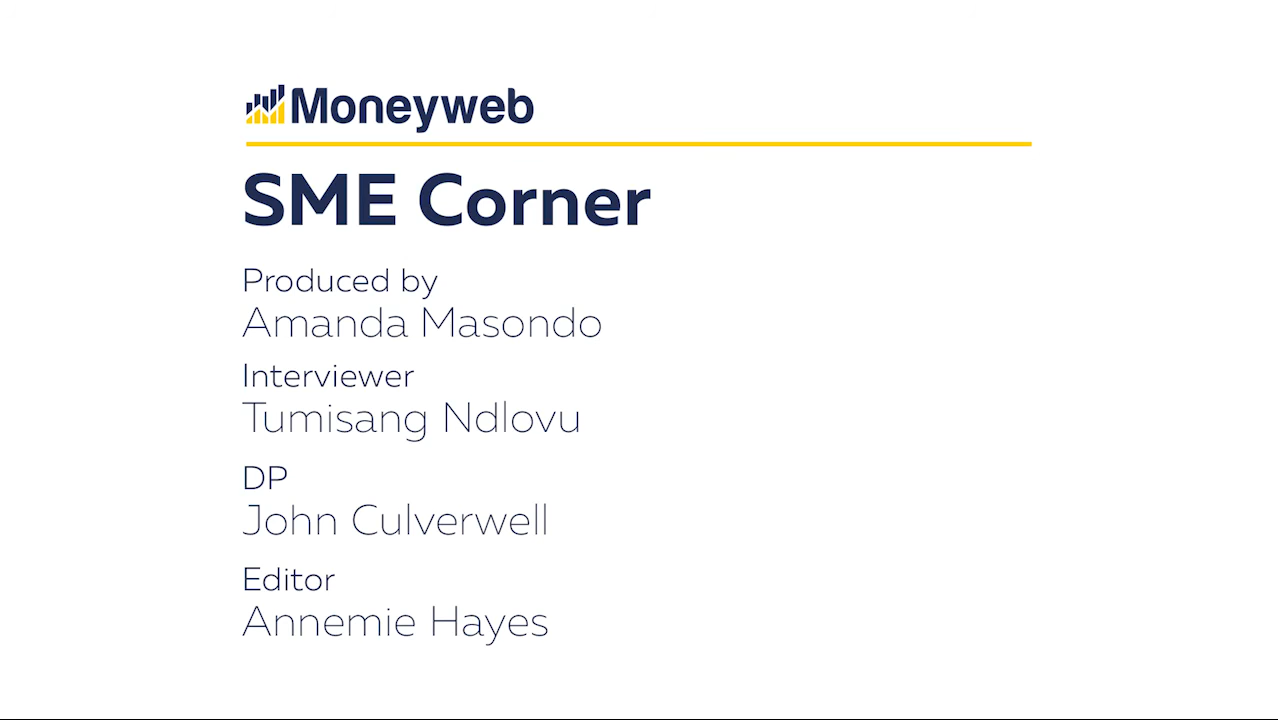 Moneyweb
SME Corner
Produced by
Amanda Masondo
Interviewer
Tumisang Ndlovu
DP
John Culverwell
Editor
Annemie Hayes